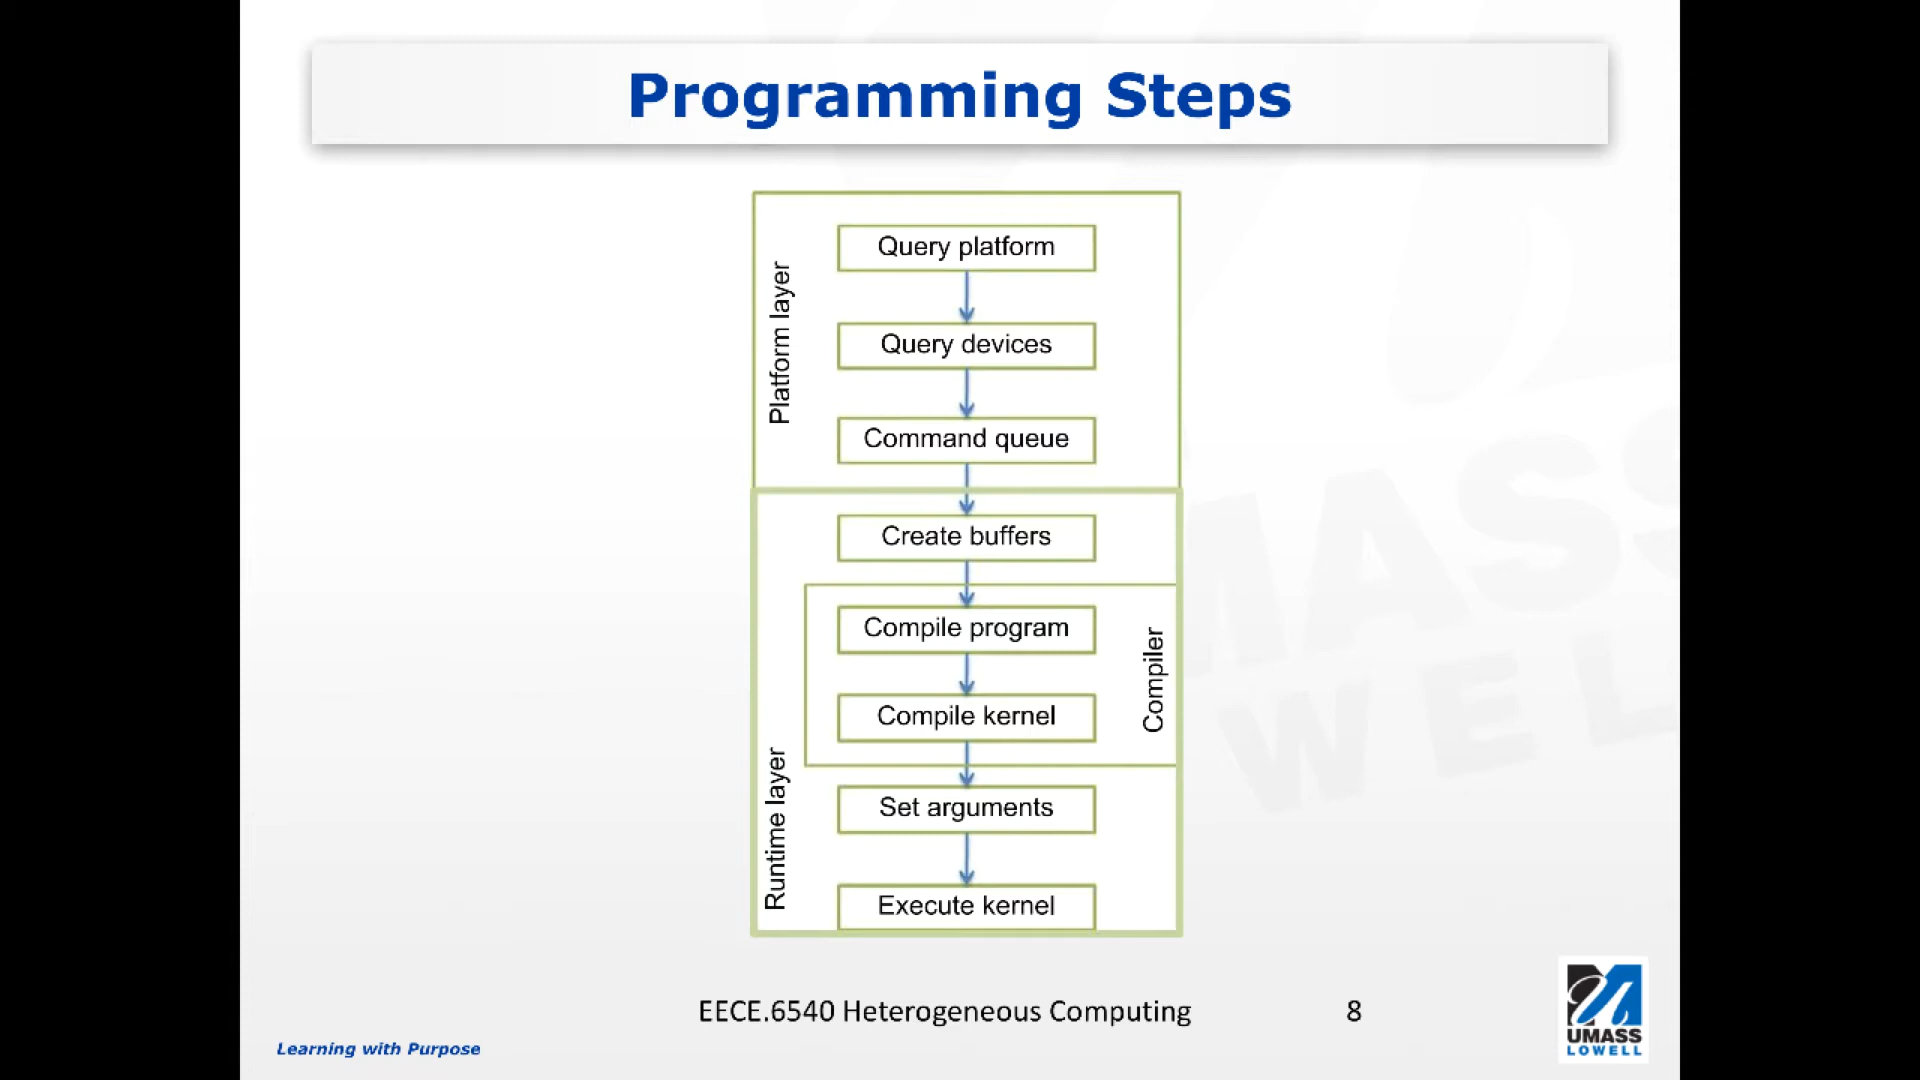 Programming Steps
Platform layer
Query platform
Query devices
Command queue
Runtime layer
Create buffers
Compiler
Compile program
Compile kernel
Set arguments
Execute kernel
EECE.6540 Heterogeneous Computing
8
Learning with Purpose
UMASS
LOWELL